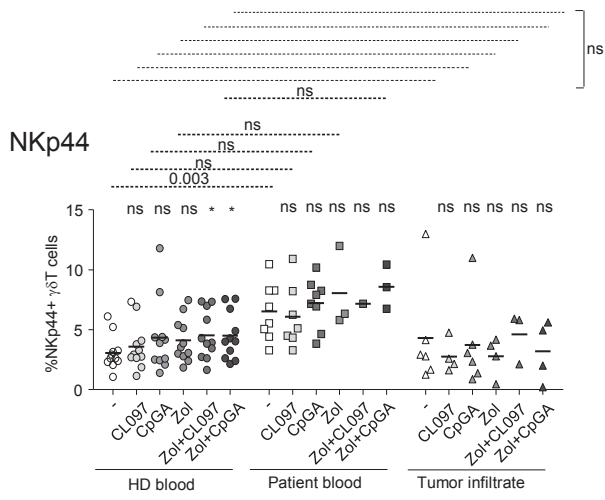 ns
ns
NKp44
ns
ns
ns
0.003
ns ns ns * * ns ns ns ns ns ns ns ns ns ns
15
10
5
0
%NKp44+ γδT cells
- CL097 CpGA Zol Zol+CL097 Zol+CpGA - CL097 CpGA Zol Zol+CL097 Zol+CpGA - CL097 CpGA Zol Zol+CL097 Zol+CpGA
HD blood Patient blood Tumor infiltrate